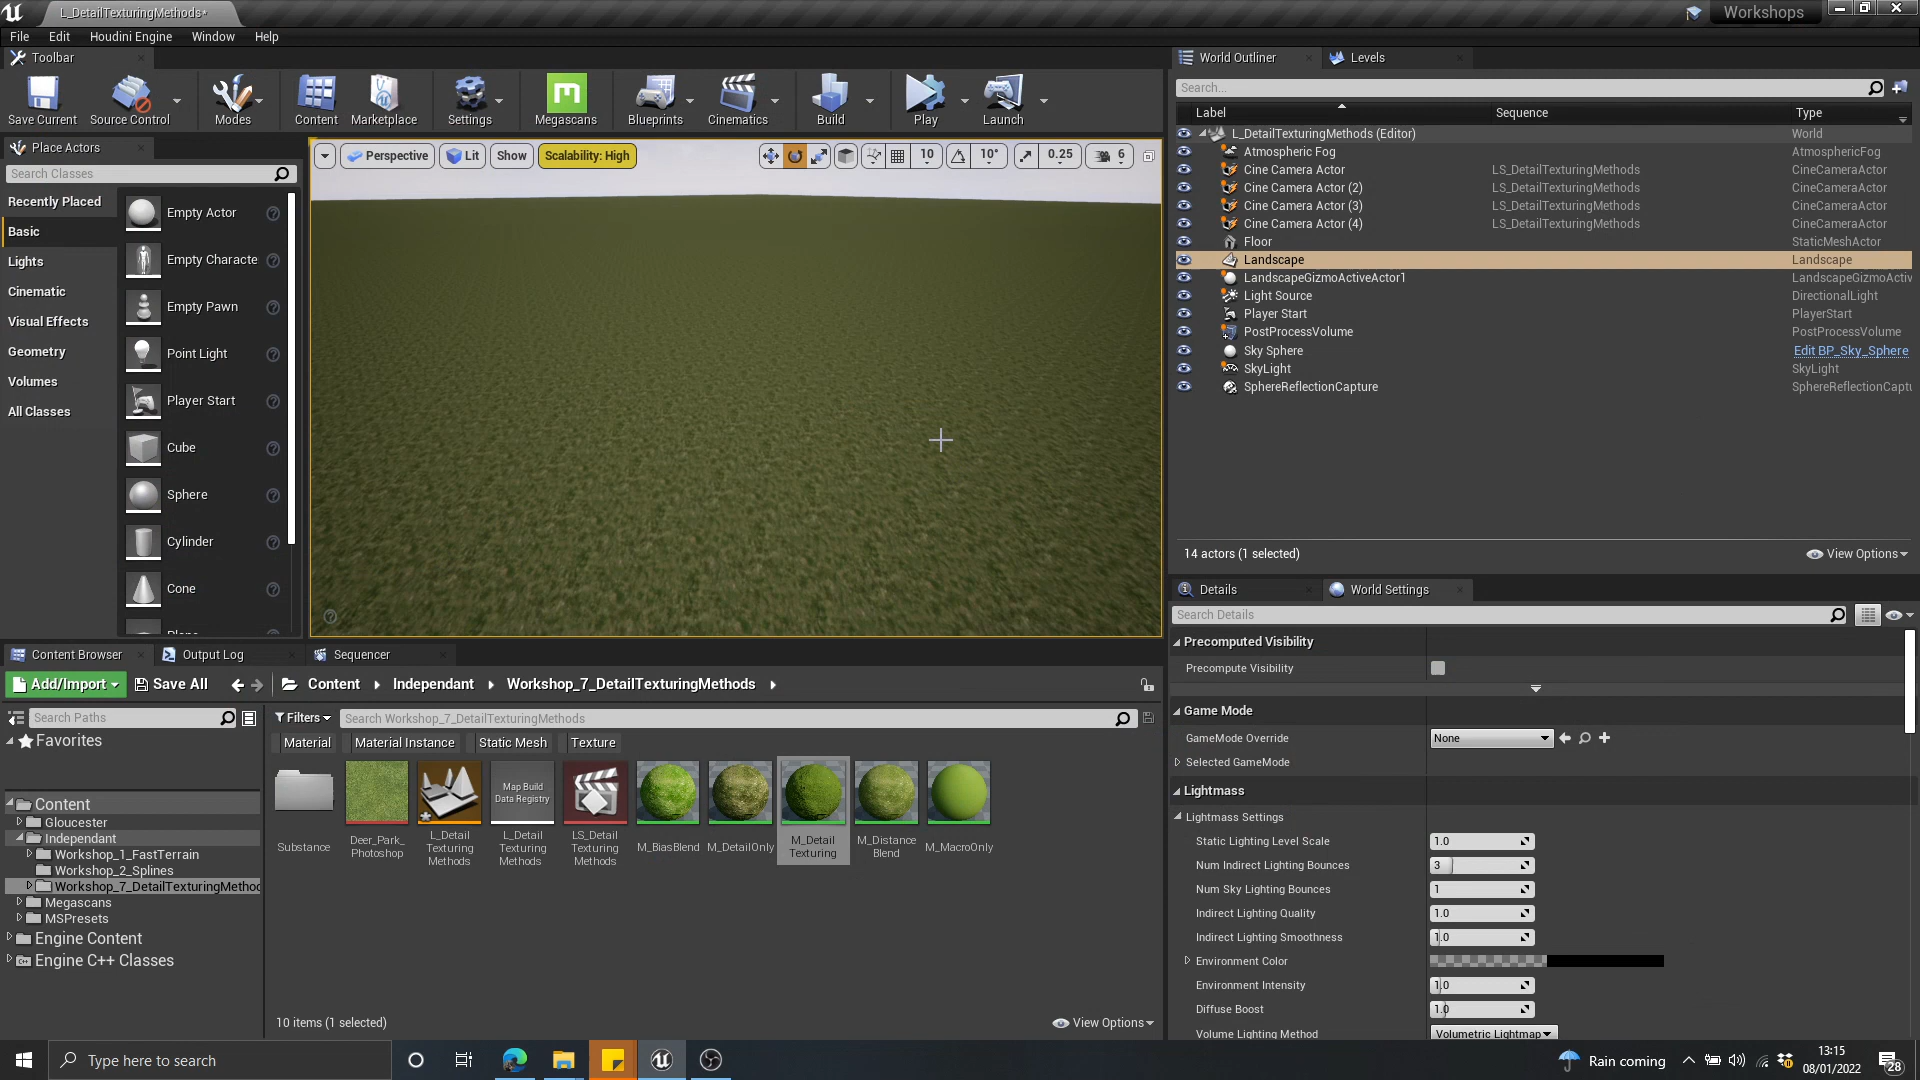 L_DetailTexturingMethods*
Workshops
File Edit Houdini Engine Window Help
Toolbar
Save Current Source Control Modes Content Marketplace Settings Megascans Blueprints Cinematics Build Play Launch
Place Actors
Search Classes
Recently Placed
Basic
Lights
Cinematic
Visual Effects
Geometry
Volumes
All Classes
Empty Actor
Empty Characte
Empty Pawn
Point Light
Player Start
Cube
Sphere
Cylinder
Cone
Perspective Lit Show Scalability: High 10 10° 0.25 6
World Outliner Levels
Search...
Label Sequence Type
L_DetailTexturingMethods (Editor) World
Atmospheric Fog AtmosphericFog
Cine Camera Actor LS_DetailTexturingMethods CineCameraActor
Cine Camera Actor (2) LS_DetailTexturingMethods CineCameraActor
Cine Camera Actor (3) LS_DetailTexturingMethods CineCameraActor
Cine Camera Actor (4) LS_DetailTexturingMethods CineCameraActor
Floor StaticMeshActor
Landscape Landscape
LandscapeGizmoActiveActor1 LandscapeGizmoActiv
Light Source DirectionalLight
Player Start PlayerStart
PostProcessVolume PostProcessVolume
Sky Sphere Edit BP_Sky_Sphere
SkyLight SkyLight
SphereReflectionCapture SphereReflectionCaptu
14 actors (1 selected) View Options
Details World Settings
Search Details
Precomputed Visibility
Precompute Visibility
Game Mode
GameMode Override None
Selected GameMode
Lightmass
Lightmass Settings
Static Lighting Level Scale 1.0
Num Indirect Lighting Bounces 3
Num Sky Lighting Bounces 1
Indirect Lighting Quality 1.0
Indirect Lighting Smoothness 1.0
Environment Color
Environment Intensity 1.0
Diffuse Boost 1.0
Volume Lighting Method Volumetric Lightmap
Content Browser Output Log Sequencer
Add/Import Save All Content Independant Workshop_7_DetailTexturingMethods
Search Paths
Filters Search Workshop_7_DetailTexturingMethods
Favorites
Material Material Instance Static Mesh Texture
Content
Gloucester
Independant
Workshop_1_FastTerrain
Workshop_2_Splines
Workshop_7_DetailTexturingMethod
Megascans
MSPresets
Engine Content
Engine C++ Classes
Map Build
Data Registry
Substance
Deer_Park_
Photoshop
L_Detail
Texturing
Methods
L_Detail
Texturing
Methods
LS_Detail
Texturing
Methods
M_BiasBlend
M_DetailOnly
M_Detail
Texturing
M_Distance
Blend
M_MacroOnly
10 items (1 selected) View Options
Type here to search
Rain coming
13:15
08/01/2022
28